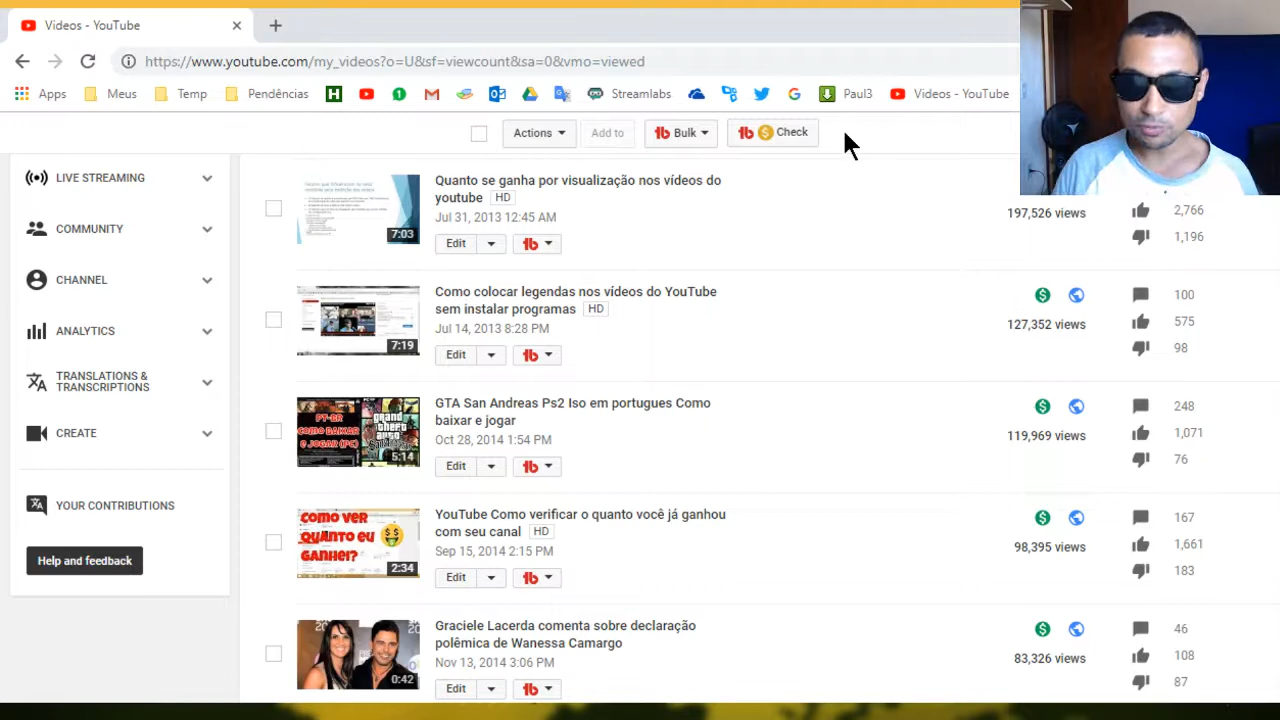 Videos - YouTube
https://www.youtube.com/my_videos?o=U&sf=viewcount&sa=0&vmo=viewed
Apps Meus Temp Pendências Streamlabs Paul3 Videos - YouTube
Actions Add to Bulk Check
LIVE STREAMING
COMMUNITY
CHANNEL
ANALYTICS
TRANSLATIONS &
TRANSCRIPTIONS
CREATE
YOUR CONTRIBUTIONS
Help and feedback
7:03
Quanto se ganha por visualização nos vídeos do
youtube HD
Jul 31, 2013 12:45 AM
Edit
197,526 views
2,766
1,196
7:19
Como colocar legendas nos vídeos do YouTube
sem instalar programas HD
Jul 14, 2013 8:28 PM
Edit
127,352 views
100
575
98
PT-BR
COMO BAIXAR
E JOGAR (PC)
grand
theft
auto
5:14
GTA San Andreas Ps2 Iso em portugues Como
baixar e jogar
Oct 28, 2014 1:54 PM
Edit
119,969 views
248
1,071
76
COMO VER
QUANTO EU
GANHEI?
2:34
YouTube Como verificar o quanto você já ganhou
com seu canal HD
Sep 15, 2014 2:15 PM
Edit
98,395 views
167
1,661
183
0:42
Graciele Lacerda comenta sobre declaração
polêmica de Wanessa Camargo
Nov 13, 2014 3:06 PM
Edit
83,326 views
46
108
87